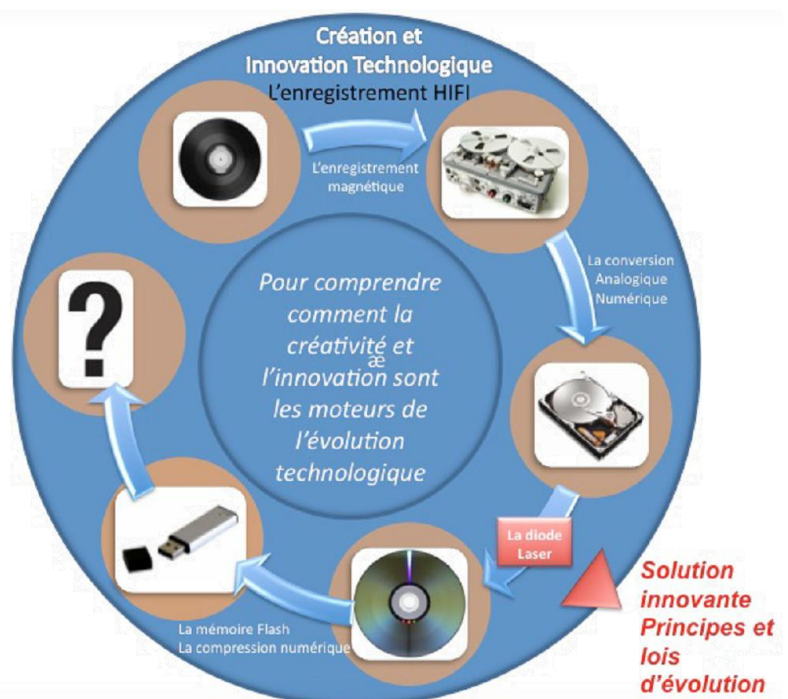 Création et
Innovation Technologique
L'enregistrement HIFI
L'enregistrement
magnétique
La conversion
Analogique
Numérique
?
Pour comprendre
comment la
créativité et
æ
l'innovation sont
les moteurs de
l'évolution
technologique
La diode
Laser
Solution
innovante
Principes et
lois
d'évolution
La mémoire Flash
La compression numérique